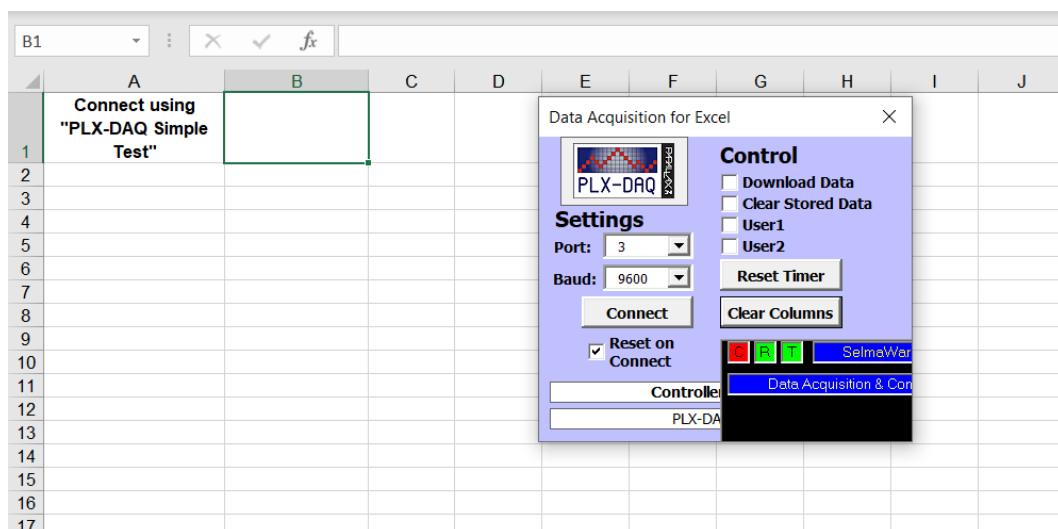 B1
fx
A B C D E F G H I J
1
Connect using
"PLX-DAQ Simple
Test"
2
3
4
5
6
7
8
9
10
11
12
13
14
15
16
17
Data Acquisition for Excel
PLX-DAQ
PARALLAX
Settings
Port: 3
Baud: 9600
Connect
Reset on
Connect
Control
Download Data
Clear Stored Data
User1
User2
Reset Timer
Clear Columns
C R T SelmaWar
Data Acquisition & Con
Controlle
PLX-DA